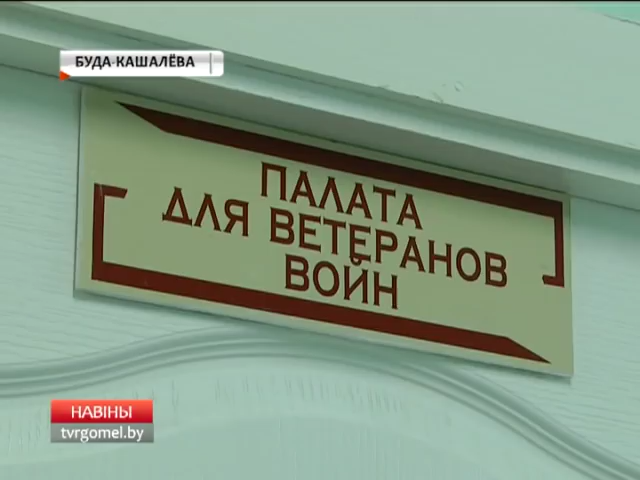 БУДА-КАШАЛЁВА
ПАЛАТА
ДЛЯ ВЕТЕРАНОВ
ВОЙН
НАВІНЫ
tvrgomel.by